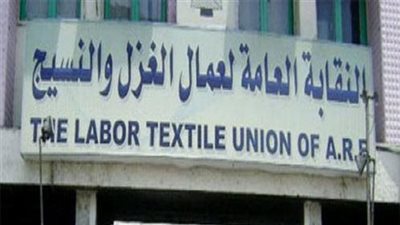 النقابة العامة لعمال الغزل والنسيج
THE LABOR TEXTILE UNION OF A.R.E